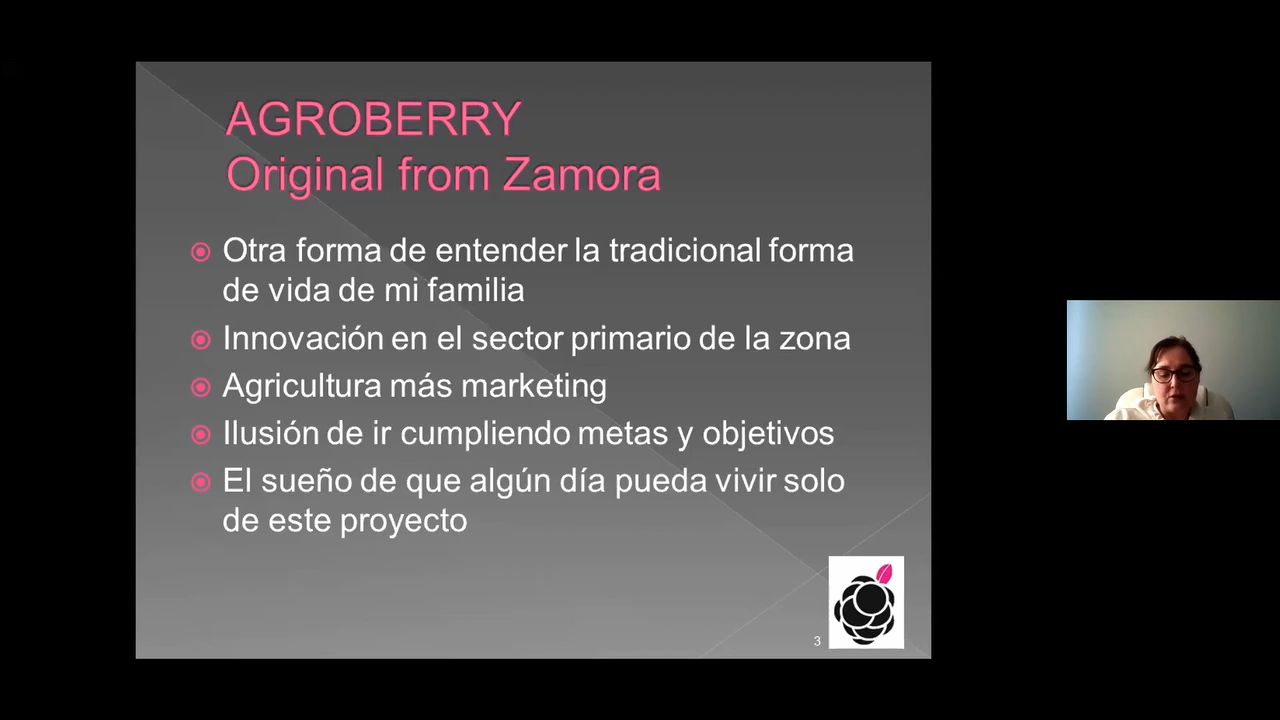 AGROBERRY
Original from Zamora
Otra forma de entender la tradicional forma
de vida de mi familia
Innovación en el sector primario de la zona
Agricultura más marketing
Ilusión de ir cumpliendo metas y objetivos
El sueño de que algún día pueda vivir solo
de este proyecto
3